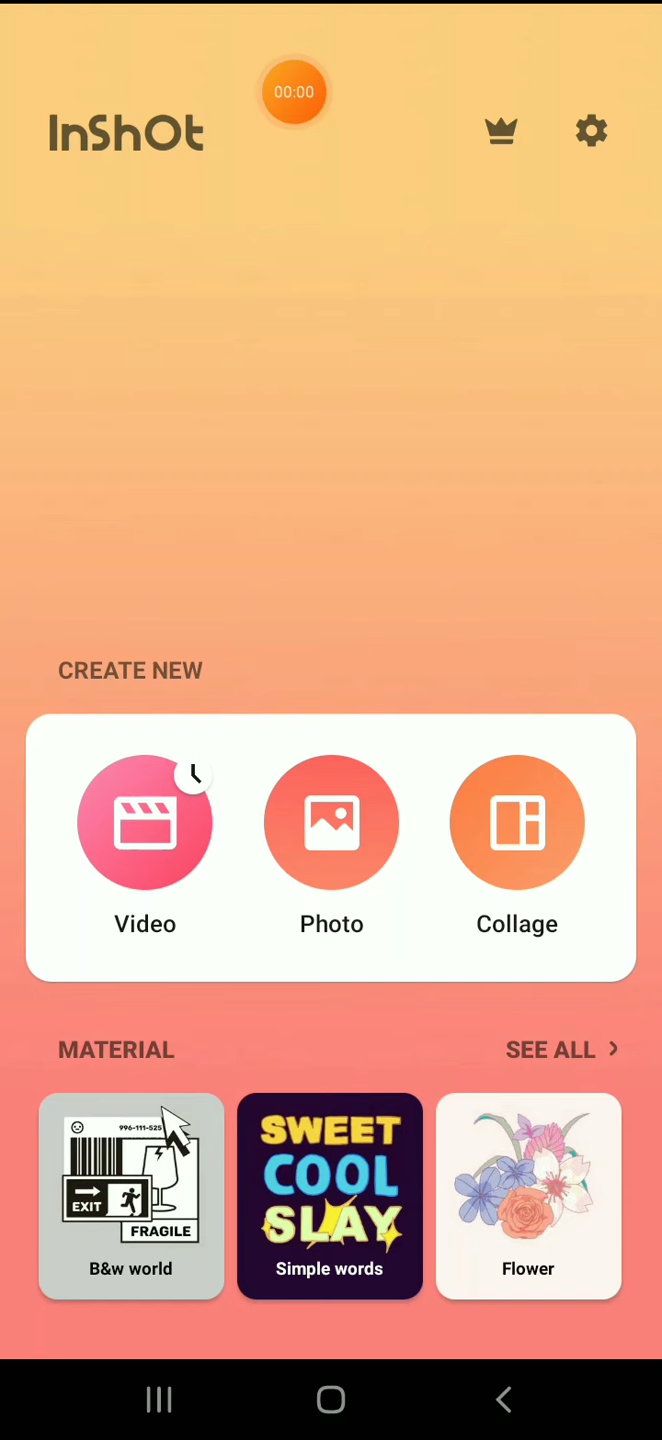 00:00
InShOt
CREATE NEW
Video
Photo
Collage
MATERIAL
SEE ALL
996-111-525
EXIT
FRAGILE
B&w world
SWEET
COOL
SLAY
Simple words
Flower